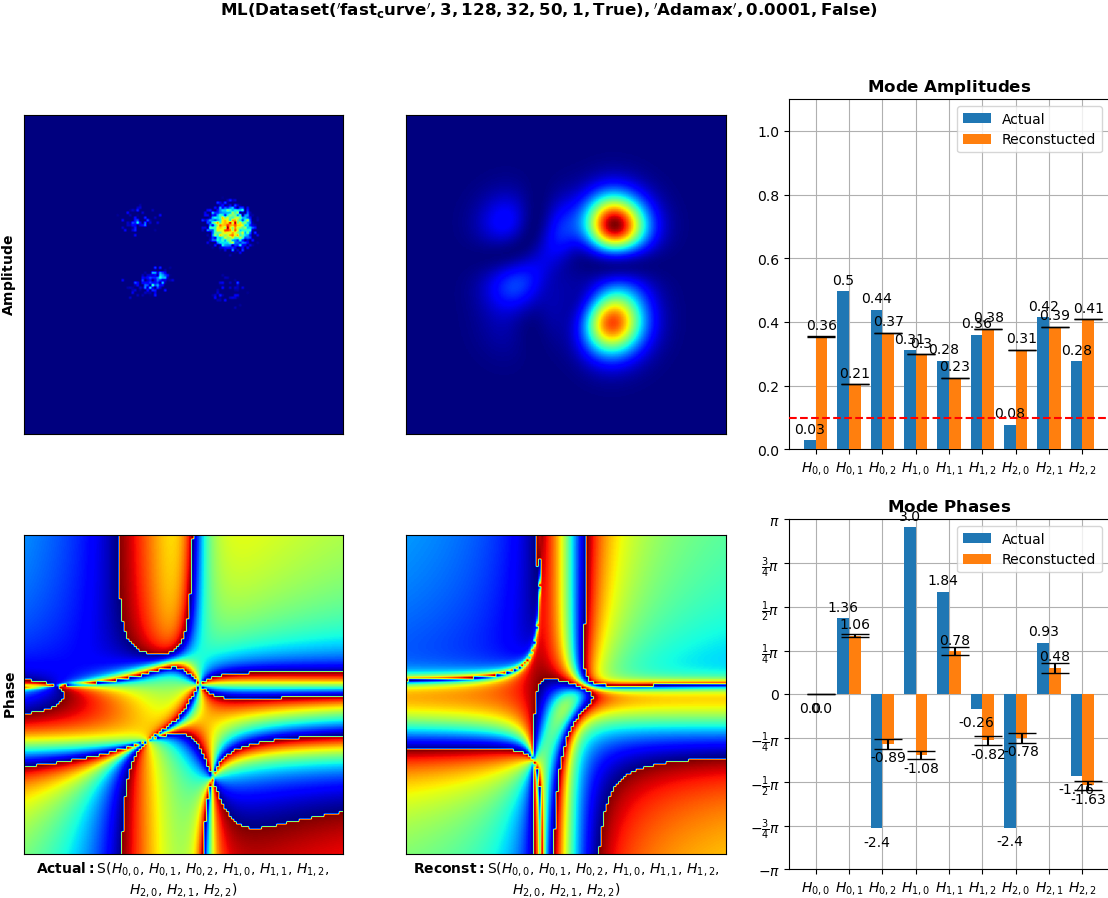 ML(Dataset('fast_curve', 3, 128, 32, 50, 1, True), 'Adamax', 0.0001, False)
Amplitude
Mode Amplitudes
Actual
Reconstucted
1.0
0.8
0.6
0.4
0.2
0.0
0.03 0.36 0.5 0.21 0.44 0.37 0.31 0.3 0.28 0.23 0.36 0.38 0.08 0.31 0.42 0.39 0.28 0.41
H0,0 H0,1 H0,2 H1,0 H1,1 H1,2 H2,0 H2,1 H2,2
Phase
Actual: S(H0,0, H0,1, H0,2, H1,0, H1,1, H1,2,
H2,0, H2,1, H2,2)
Reconst: S(H0,0, H0,1, H0,2, H1,0, H1,1, H1,2,
H2,0, H2,1, H2,2)
Mode Phases
Actual
Reconstucted
π
3/4π
1/2π
1/4π
0
−1/4π
−1/2π
−3/4π
−π
0.0 0.0 1.36 1.06 -2.4 -0.89 3.0 -1.08 1.84 0.78 -0.26 -0.82 -2.4 -0.78 0.93 0.48 -1.46 -1.63
H0,0 H0,1 H0,2 H1,0 H1,1 H1,2 H2,0 H2,1 H2,2